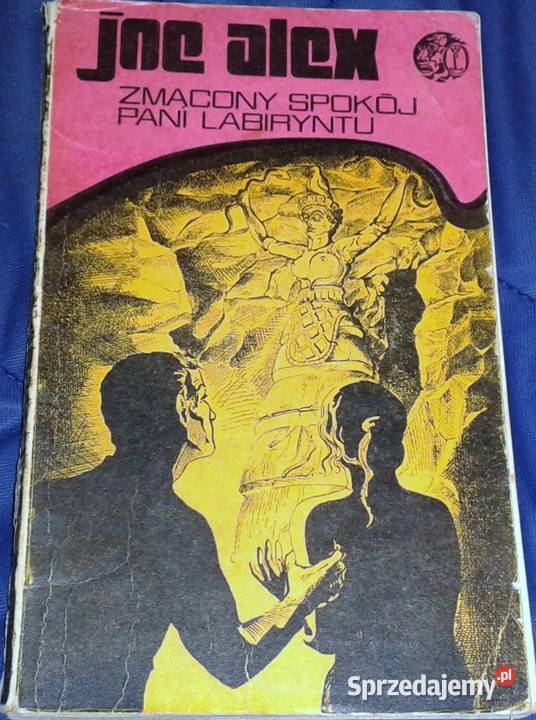 joe alex
ZMĄCONY SPOKÓJ
PANI LABIRYNTU
Sprzedajemy.pl